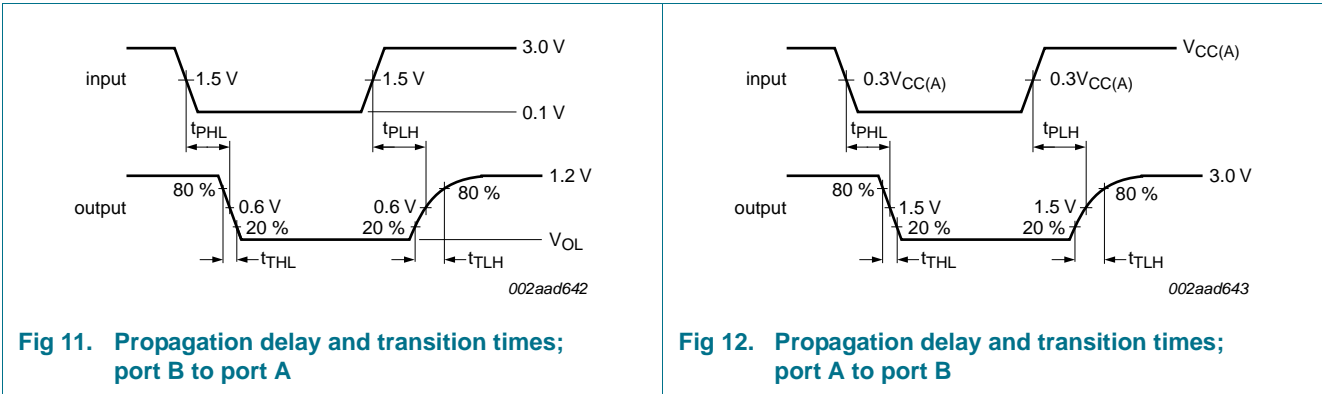 3.0 V
input
1.5 V
1.5 V
0.1 V
tPHL
tPLH
1.2 V
80 %
80 %
output
0.6 V
0.6 V
20 %
20 %
VOL
tTHL
tTLH
002aad642
Fig 11. Propagation delay and transition times;
port B to port A
VCC(A)
input
0.3VCC(A)
0.3VCC(A)
tPHL
tPLH
3.0 V
80 %
80 %
output
1.5 V
1.5 V
20 %
20 %
tTHL
tTLH
002aad643
Fig 12. Propagation delay and transition times;
port A to port B